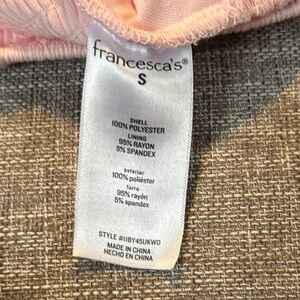 francesca's®
S
SHELL
100% POLYESTER
LINING
95% RAYON
5% SPANDEX
exterior
100% poliéster
forro
95% rayón
5% spandex
STYLE #IIBY45UKWD
MADE IN CHINA
HECHO EN CHINA